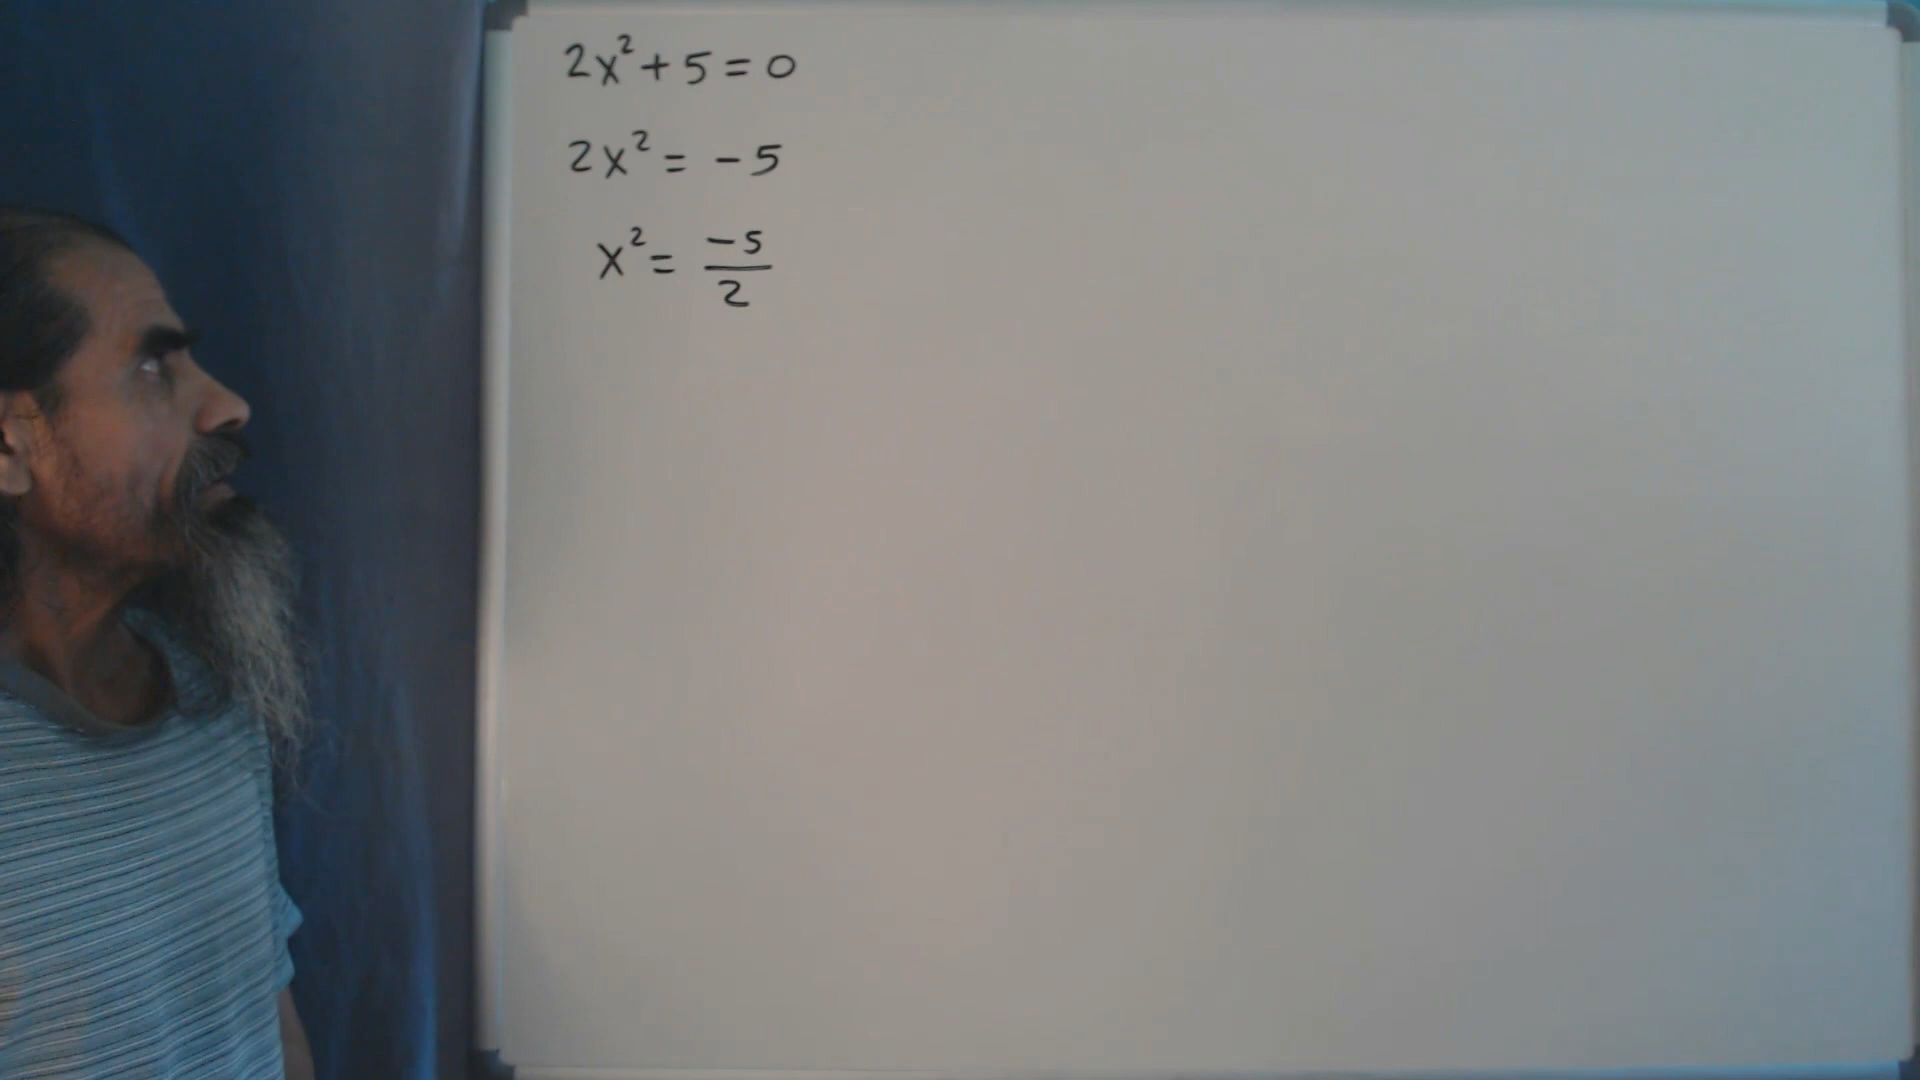 2x² + 5 = 0
2x² = -5
x² = -5/2